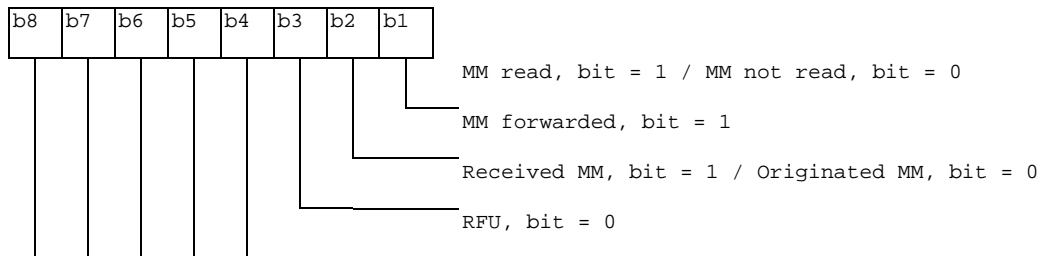 b8 b7 b6 b5 b4 b3 b2 b1
MM read, bit = 1 / MM not read, bit = 0
MM forwarded, bit = 1
Received MM, bit = 1 / Originated MM, bit = 0
RFU, bit = 0